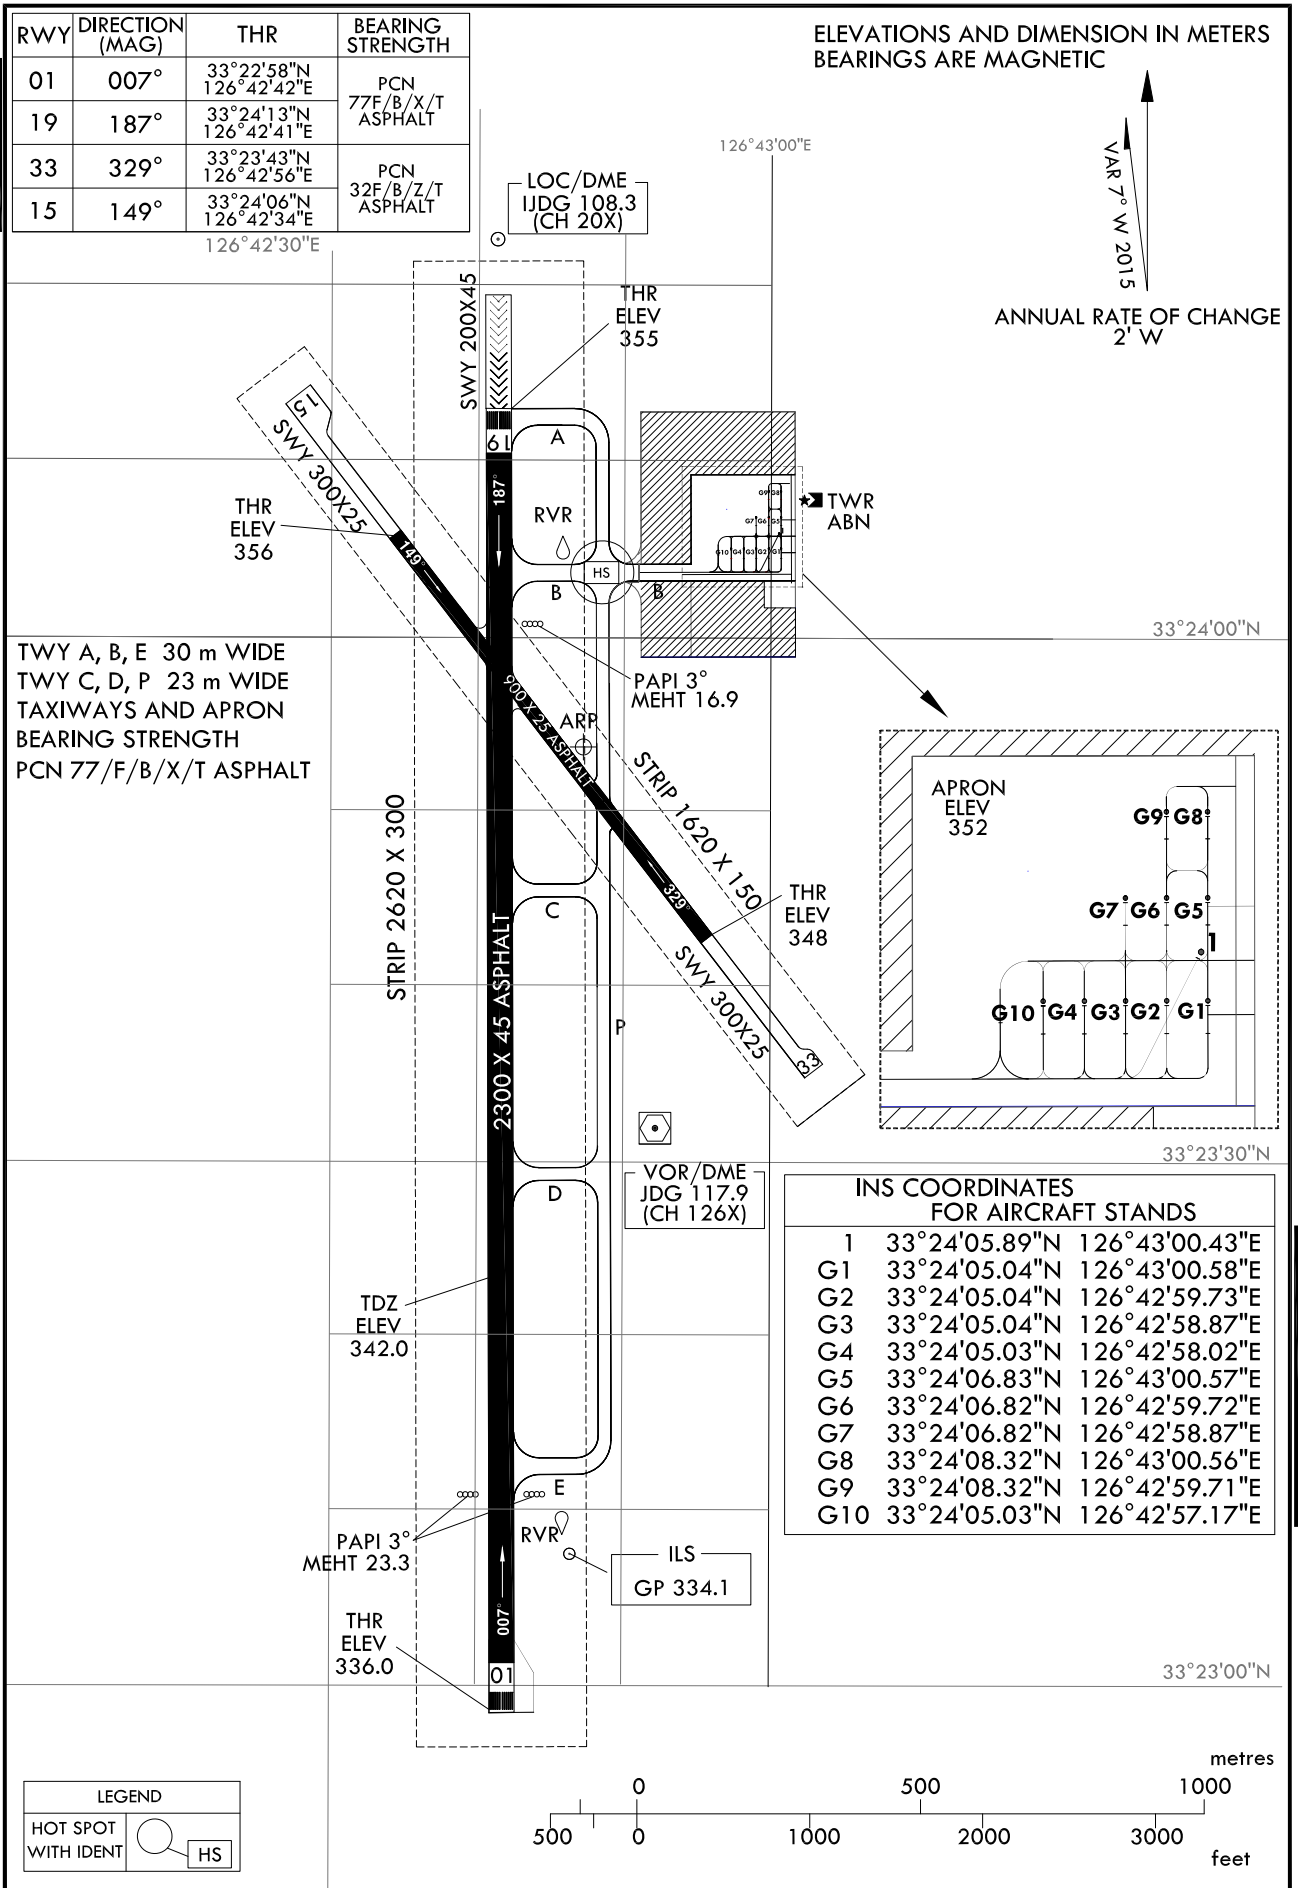 RWY DIRECTION (MAG) THR BEARING STRENGTH
01 007° 33°22'58"N 126°42'42"E
19 187° 33°24'13"N 126°42'41"E
PCN
77F/B/X/T
ASPHALT
33 329° 33°23'43"N 126°42'56"E
15 149° 33°24'06"N 126°42'34"E
PCN
32F/B/Z/T
ASPHALT
ELEVATIONS AND DIMENSION IN METERS
BEARINGS ARE MAGNETIC
VAR 7° W 2015
ANNUAL RATE OF CHANGE
2' W
126°43'00"E
126°42'30"E
LOC/DME
IJDG 108.3
(CH 20X)
SWY 200X45
THR
ELEV
355
15
SWY 300X25
19
187°
A
THR
ELEV
356
149°
RVR
HS
B
B
G9 G8
G7 G6 G5
G10 G4 G3 G2 G1
TWR
ABN
33°24'00"N
TWY A, B, E 30 m WIDE
TWY C, D, P 23 m WIDE
TAXIWAYS AND APRON
BEARING STRENGTH
PCN 77/F/B/X/T ASPHALT
PAPI 3°
MEHT 16.9
900 X 25 ASPHALT
ARP
STRIP 1620 X 150
STRIP 2620 X 300
329°
THR
ELEV
348
C
2300 X 45 ASPHALT
SWY 300X25
33
P
APRON
ELEV
352
G9 G8
G7 G6 G5
1
G10 G4 G3 G2 G1
33°23'30"N
VOR/DME
JDG 117.9
(CH 126X)
D
TDZ
ELEV
342.0
INS COORDINATES
FOR AIRCRAFT STANDS
1 33°24'05.89"N 126°43'00.43"E
G1 33°24'05.04"N 126°43'00.58"E
G2 33°24'05.04"N 126°42'59.73"E
G3 33°24'05.04"N 126°42'58.87"E
G4 33°24'05.03"N 126°42'58.02"E
G5 33°24'06.83"N 126°43'00.57"E
G6 33°24'06.82"N 126°42'59.72"E
G7 33°24'06.82"N 126°42'58.87"E
G8 33°24'08.32"N 126°43'00.56"E
G9 33°24'08.32"N 126°42'59.71"E
G10 33°24'05.03"N 126°42'57.17"E
E
PAPI 3°
MEHT 23.3
RVR
ILS
GP 334.1
007°
THR
ELEV
336.0
01
33°23'00"N
LEGEND
HOT SPOT
WITH IDENT
HS
metres
0 500 1000
500 0 1000 2000 3000
feet